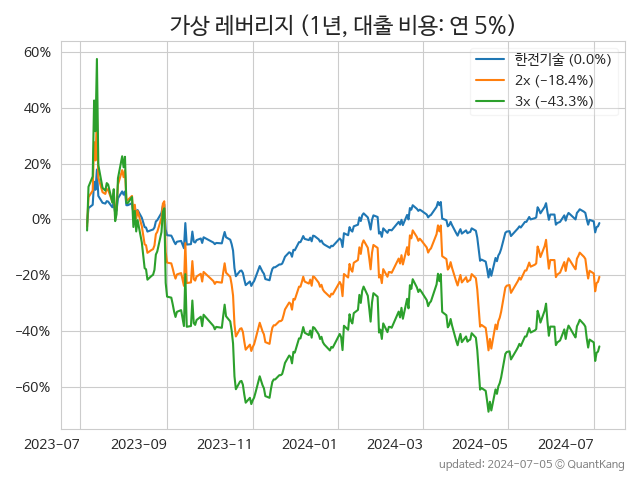 가상 레버리지 (1년, 대출 비용: 연 5%)
한전기술 (0.0%)
2x (−18.4%)
3x (−43.3%)
60%
40%
20%
0%
−20%
−40%
−60%
2023-07 2023-09 2023-11 2024-01 2024-03 2024-05 2024-07
updated: 2024-07-05 © QuantKang